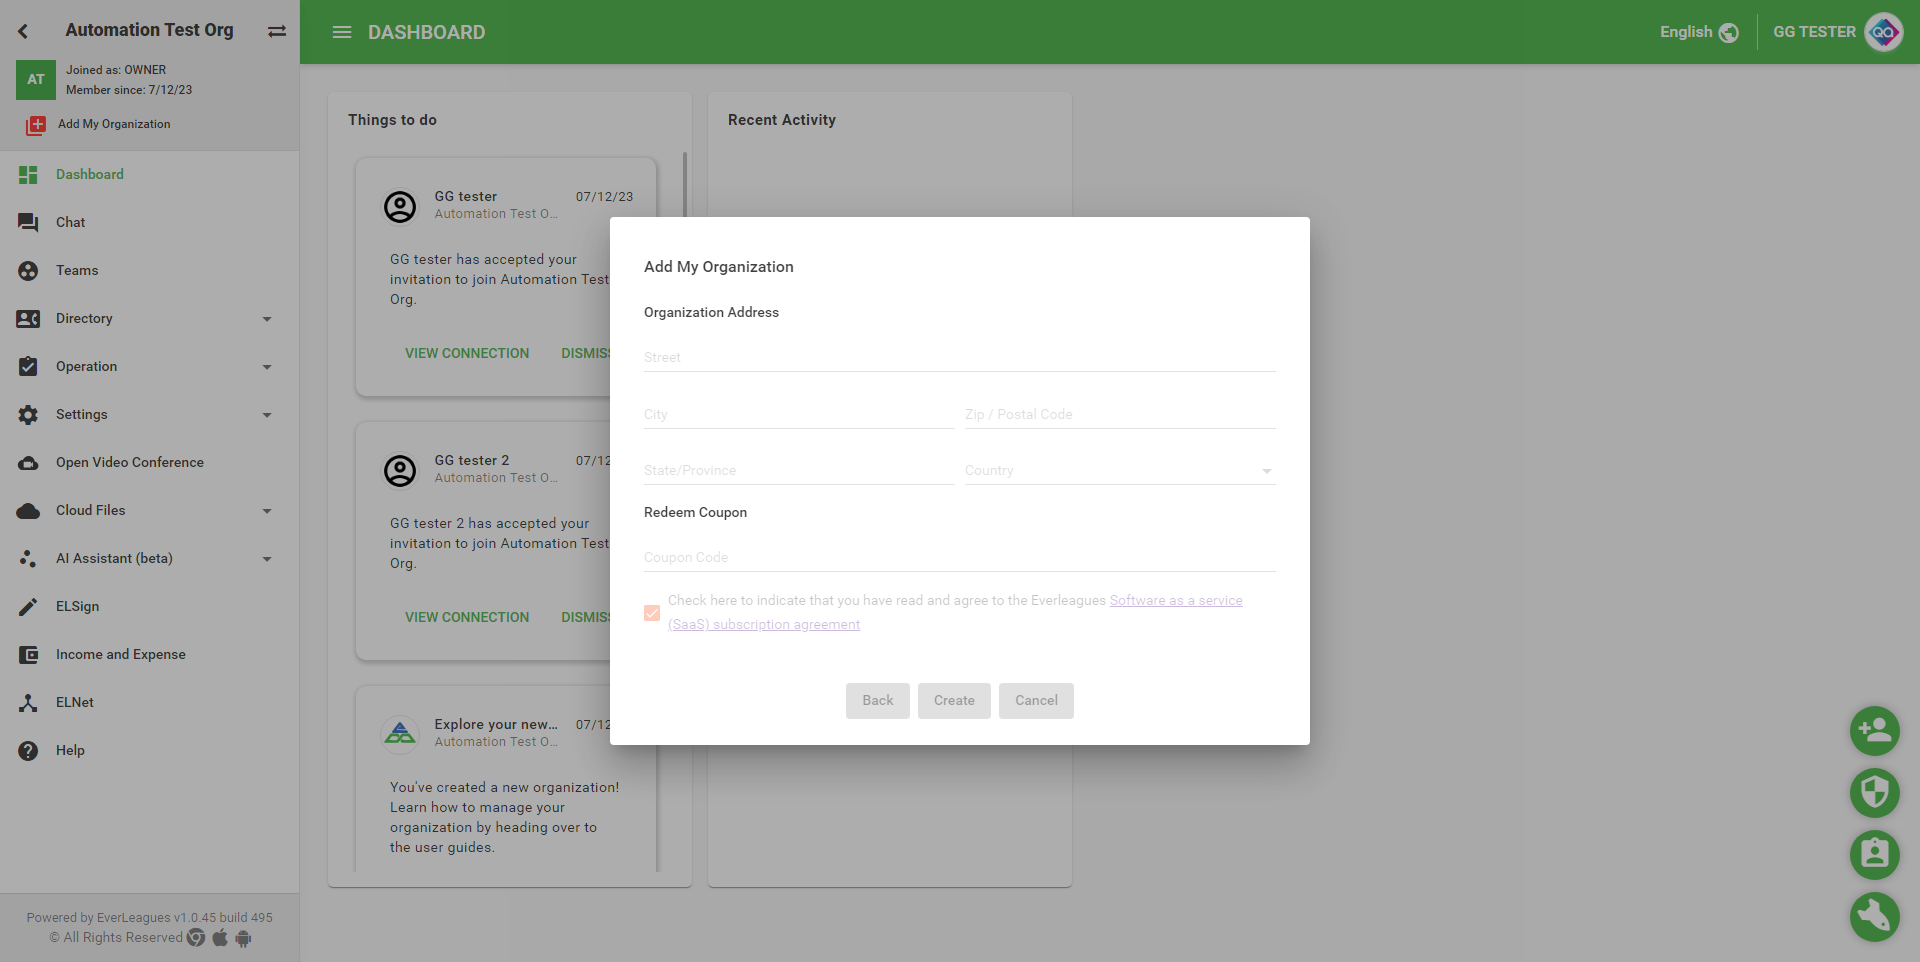 Automation Test Org
AT
Joined as: OWNER
Member since: 7/12/23
Add My Organization
Dashboard
Chat
Teams
Directory
Operation
Settings
Open Video Conference
Cloud Files
AI Assistant (beta)
ELSign
Income and Expense
ELNet
Help
Powered by EverLeagues v1.0.45 build 495
© All Rights Reserved
DASHBOARD
English
GG TESTER
QA
Things to do
GG tester
07/12/23
Automation Test O...
GG tester has accepted your
invitation to join Automation Test
Org.
VIEW CONNECTION
DISMISS
GG tester 2
07/12
Automation Test O...
GG tester 2 has accepted your
invitation to join Automation Test
Org.
VIEW CONNECTION
DISMISS
Explore your new...
07/12
Automation Test O...
You've created a new organization!
Learn how to manage your
organization by heading over to
the user guides.
Recent Activity
Add My Organization
Organization Address
Street
City
Zip / Postal Code
State/Province
Country
Redeem Coupon
Coupon Code
Check here to indicate that you have read and agree to the Everleagues Software as a service
(SaaS) subscription agreement
Back
Create
Cancel